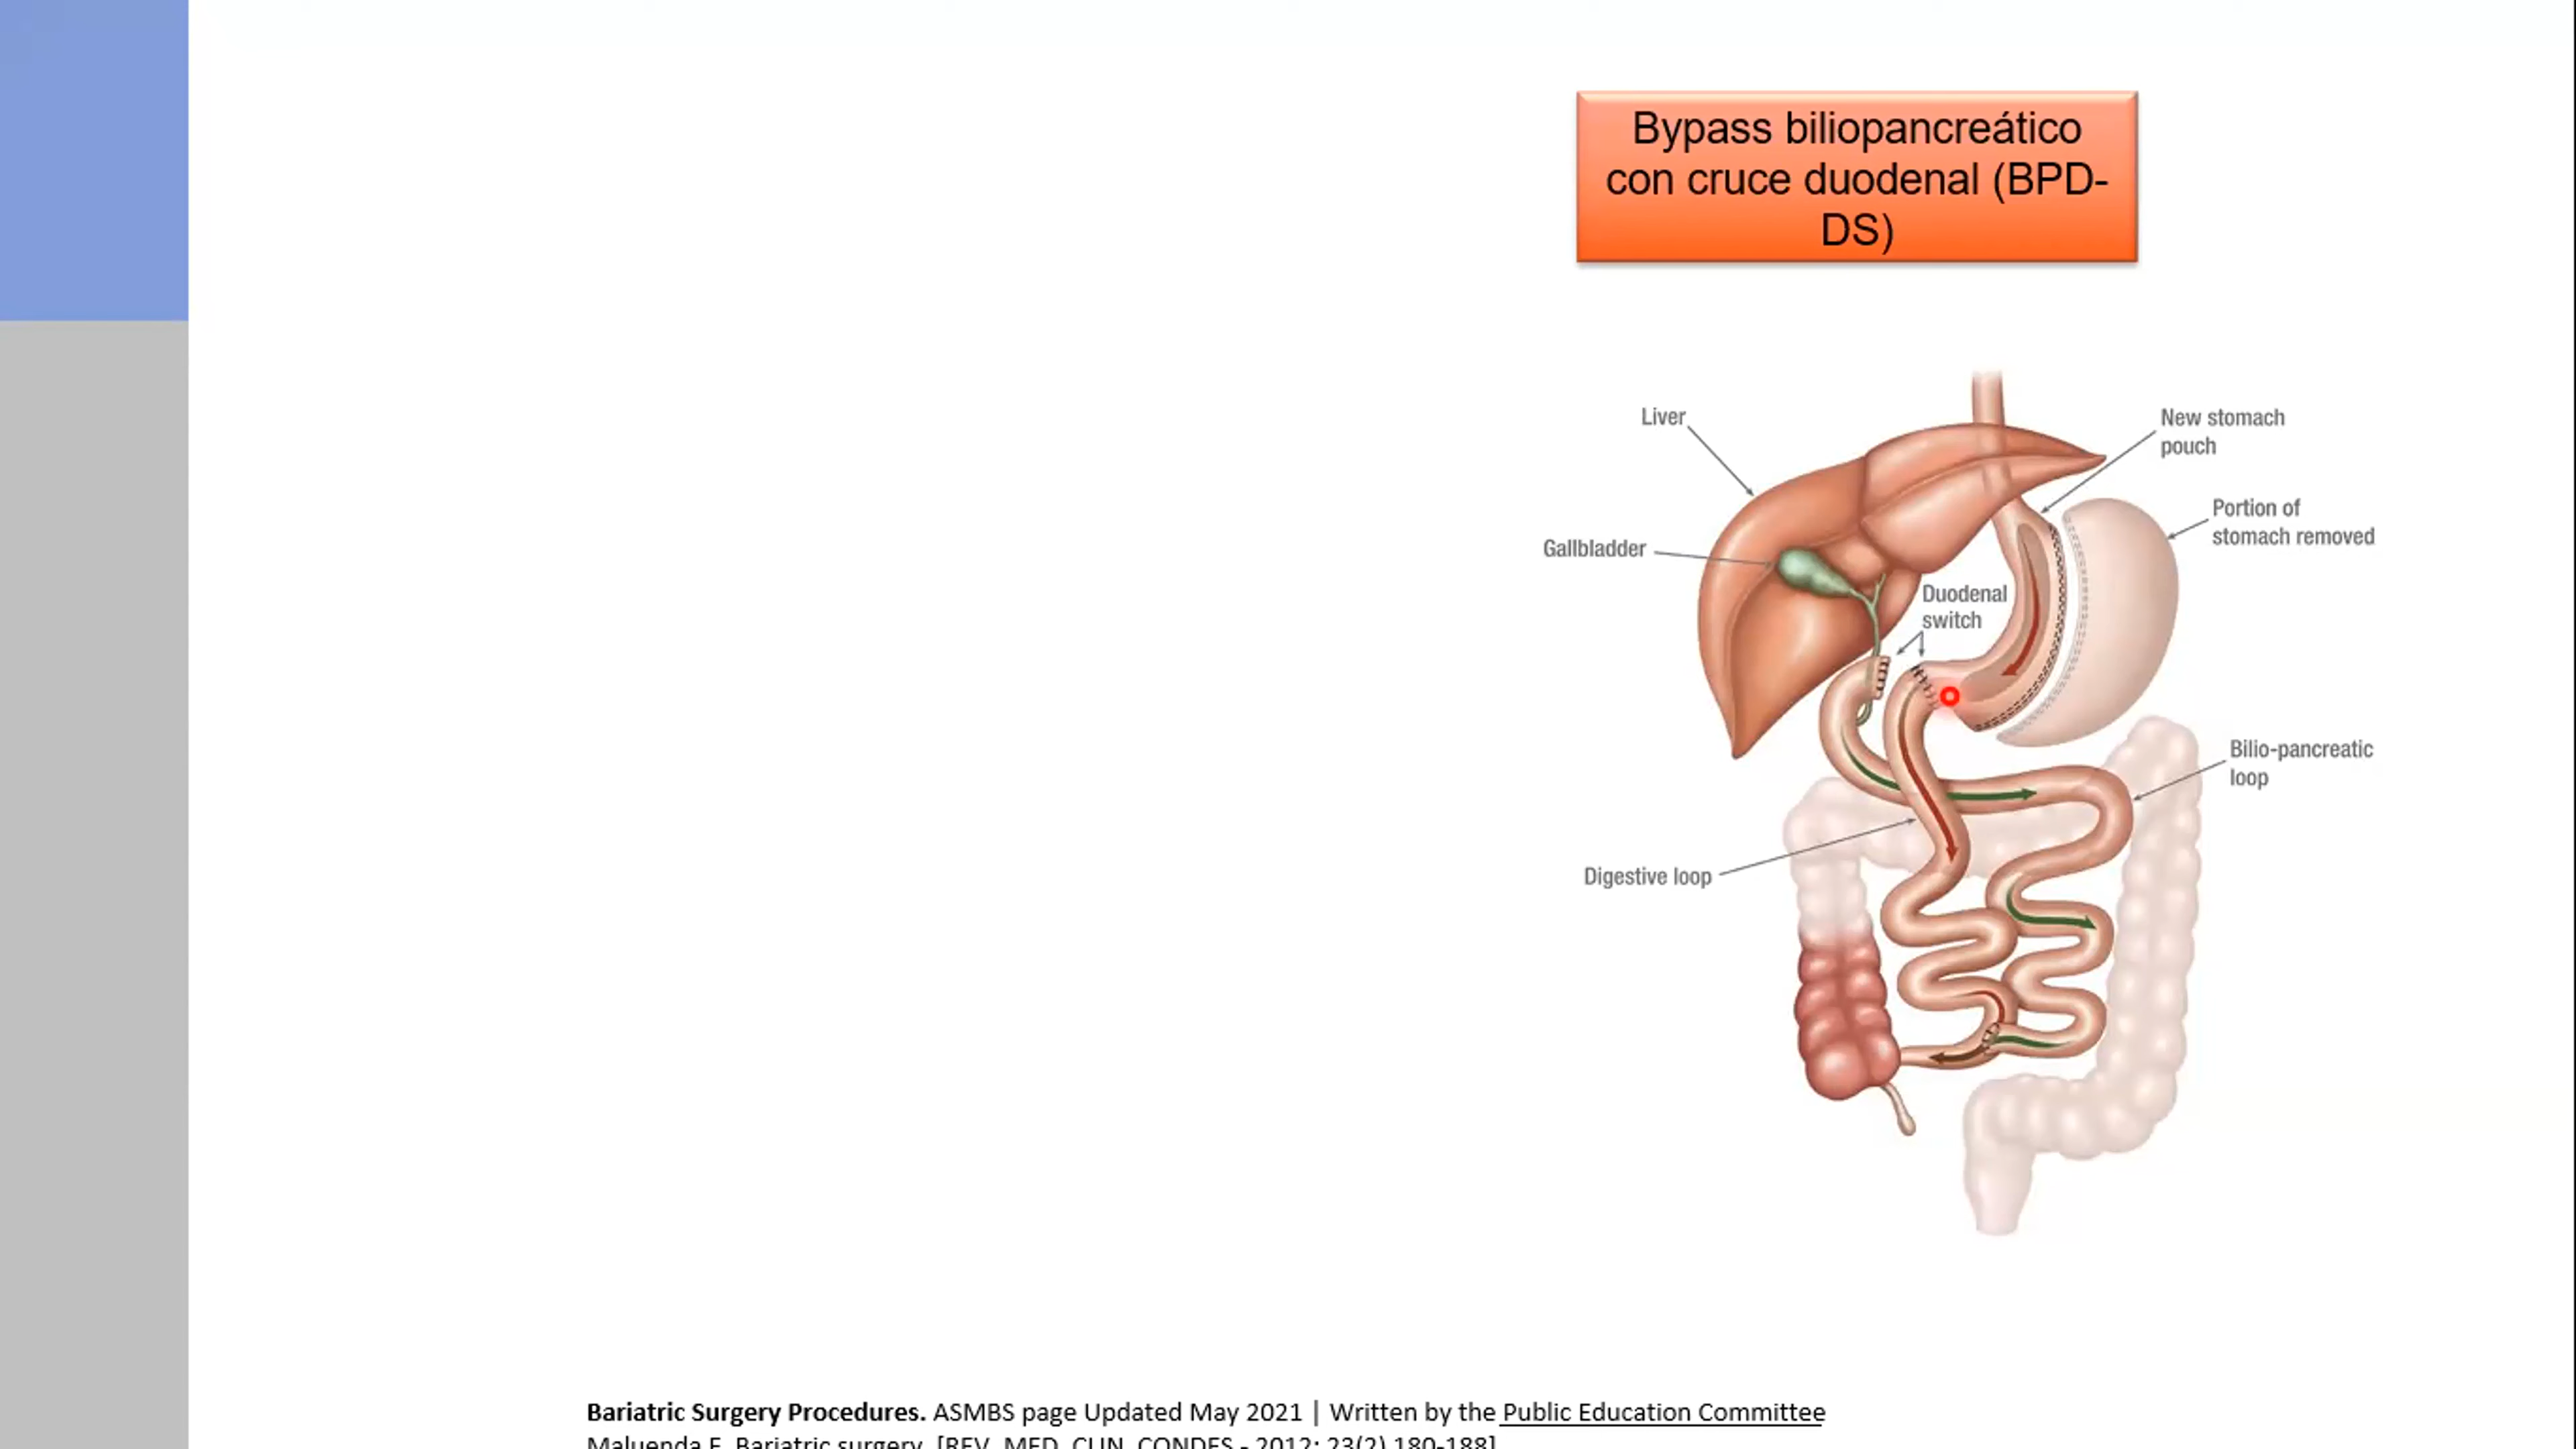 Bypass biliopancreático
con cruce duodenal (BPD-
DS)
Liver
New stomach
pouch
Portion of
stomach removed
Gallbladder
Duodenal
switch
Bilio-pancreatic
loop
Digestive loop
Bariatric Surgery Procedures. ASMBS page Updated May 2021 | Written by the Public Education Committee
Maluenda F. Bariatric surgery. [REV. MED. CLIN. CONDES - 2012; 23(2) 180-188]